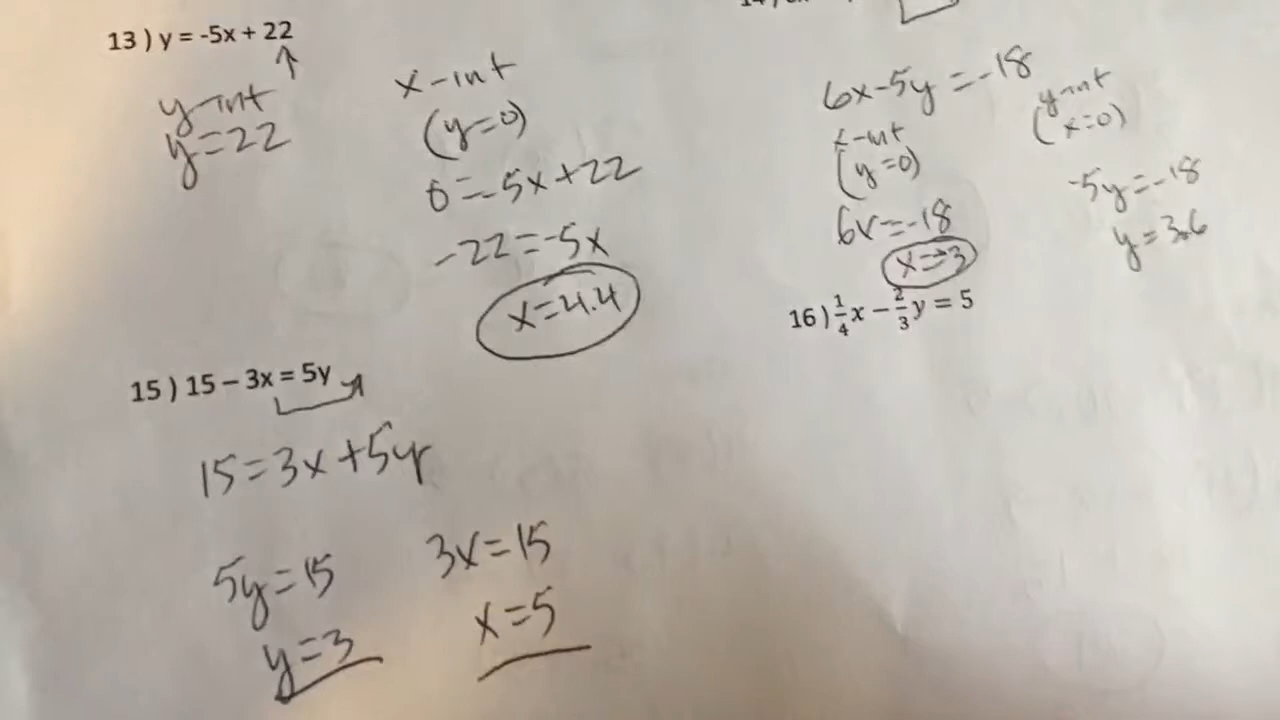 13 ) y = -5x + 22
y-int
y=22
x-int
(y=0)
0=-5x+22
-22=-5x
x=4.4
6x-5y=-18
x-int
(y=0)
6x=-18
x=-3
y-int
(x=0)
-5y=-18
y=3.6
15 ) 15 – 3x = 5y
15=3x+5y
5y=15
y=3
3x=15
x=5
16 ) 1/4 x − 2/3 y = 5